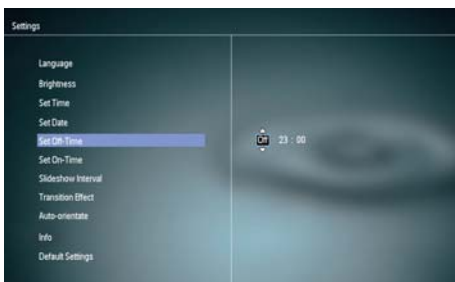 Settings
Language
Brightness
Set Time
Set Date
Set Off-Time
Off 23 : 00
Set On-Time
Slideshow Interval
Transition Effect
Auto-orientate
Info
Default Settings